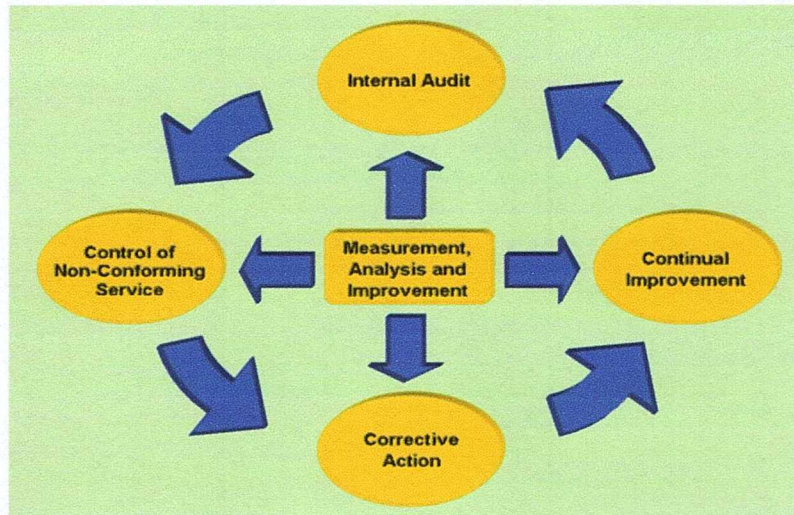 Internal Audit
Control of
Non-Conforming
Service
Measurement,
Analysis and
Improvement
Continual
Improvement
Corrective
Action